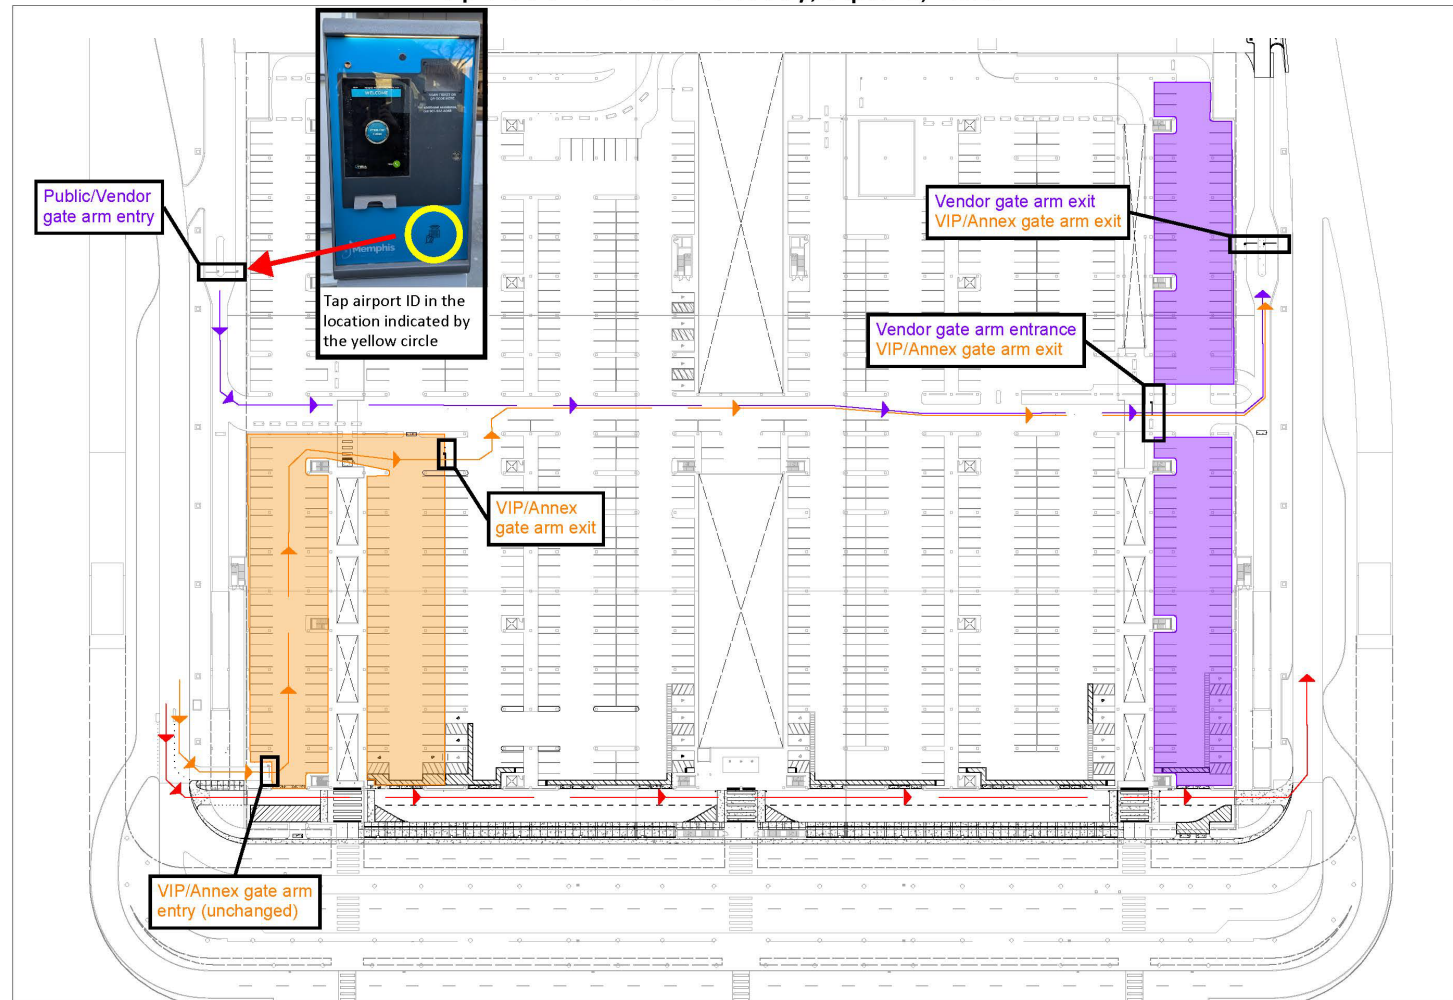 WELCOME
Memphis
Public/Vendor
gate arm entry
Tap airport ID in the
location indicated by
the yellow circle
Vendor gate arm exit
VIP/Annex gate arm exit
Vendor gate arm entrance
VIP/Annex gate arm exit
VIP/Annex
gate arm exit
VIP/Annex gate arm
entry (unchanged)